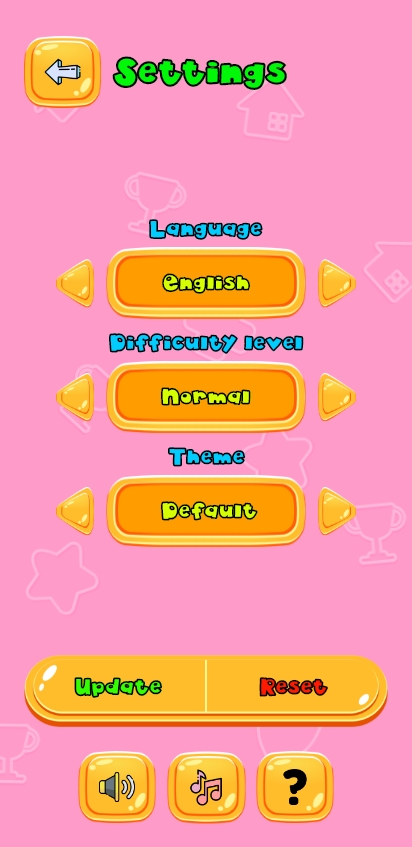 Settings
Language
English
Difficulty level
Normal
Theme
Default
Update
Reset
?